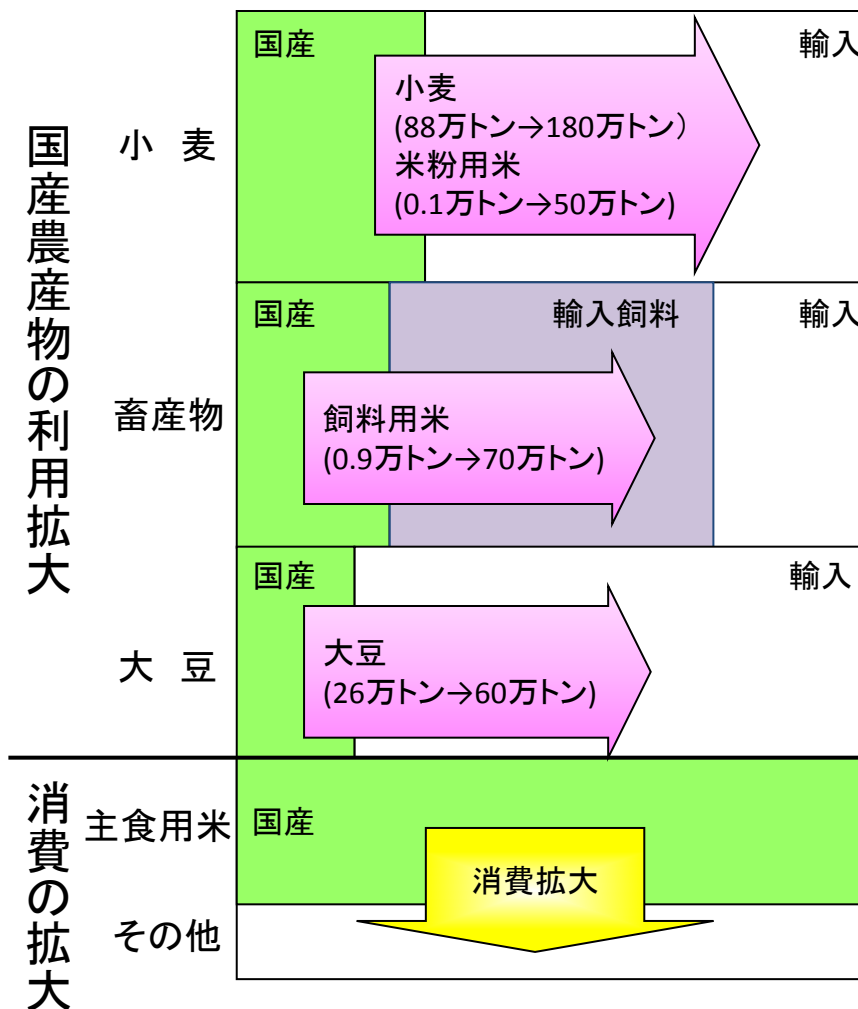 国産農産物の利用拡大
小麦
国産
輸入
小麦
(88万トン→180万トン）
米粉用米
(0.1万トン→50万トン)
畜産物
国産
輸入飼料
輸入
飼料用米
(0.9万トン→70万トン)
大豆
国産
輸入
大豆
(26万トン→60万トン)
消費の拡大
主食用米
国産
消費拡大
その他